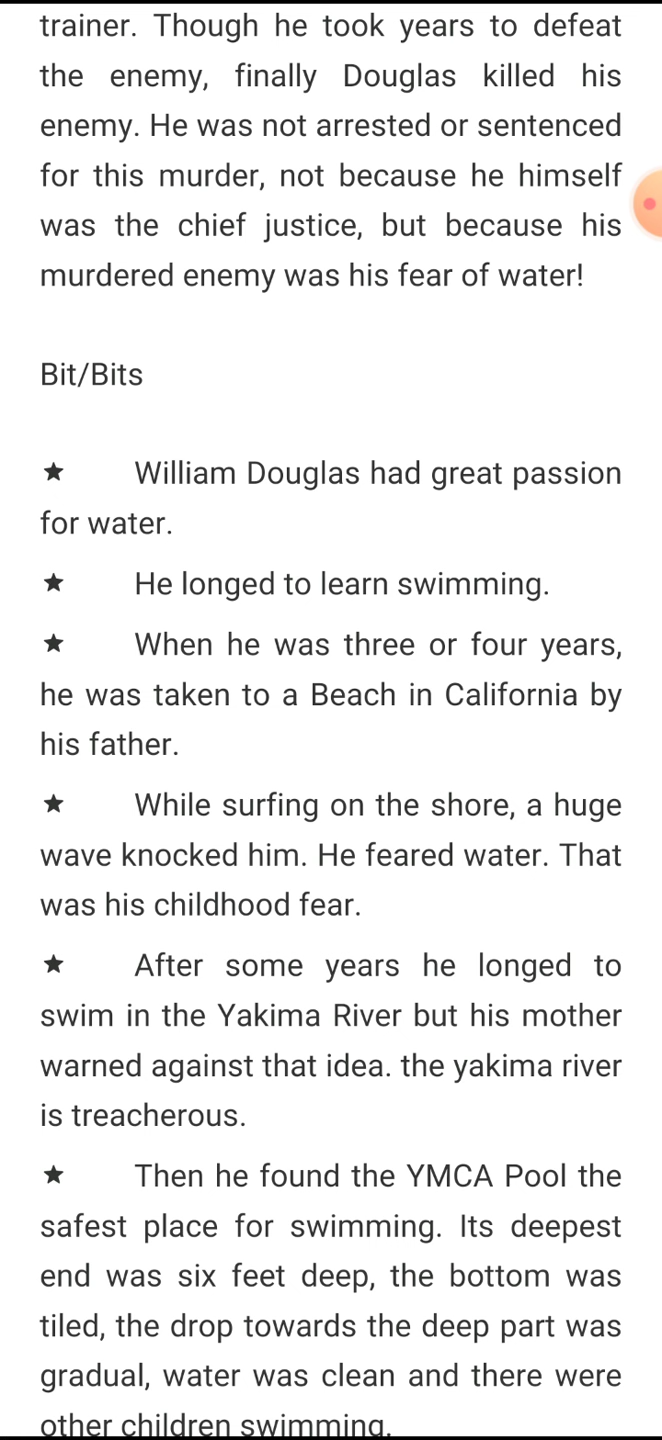 trainer. Though he took years to defeat
the enemy, finally Douglas killed his
enemy. He was not arrested or sentenced
for this murder, not because he himself
was the chief justice, but because his
murdered enemy was his fear of water!
Bit/Bits
★ William Douglas had great passion
for water.
★ He longed to learn swimming.
★ When he was three or four years,
he was taken to a Beach in California by
his father.
★ While surfing on the shore, a huge
wave knocked him. He feared water. That
was his childhood fear.
★ After some years he longed to
swim in the Yakima River but his mother
warned against that idea. the yakima river
is treacherous.
★ Then he found the YMCA Pool the
safest place for swimming. Its deepest
end was six feet deep, the bottom was
tiled, the drop towards the deep part was
gradual, water was clean and there were
other children swimming.